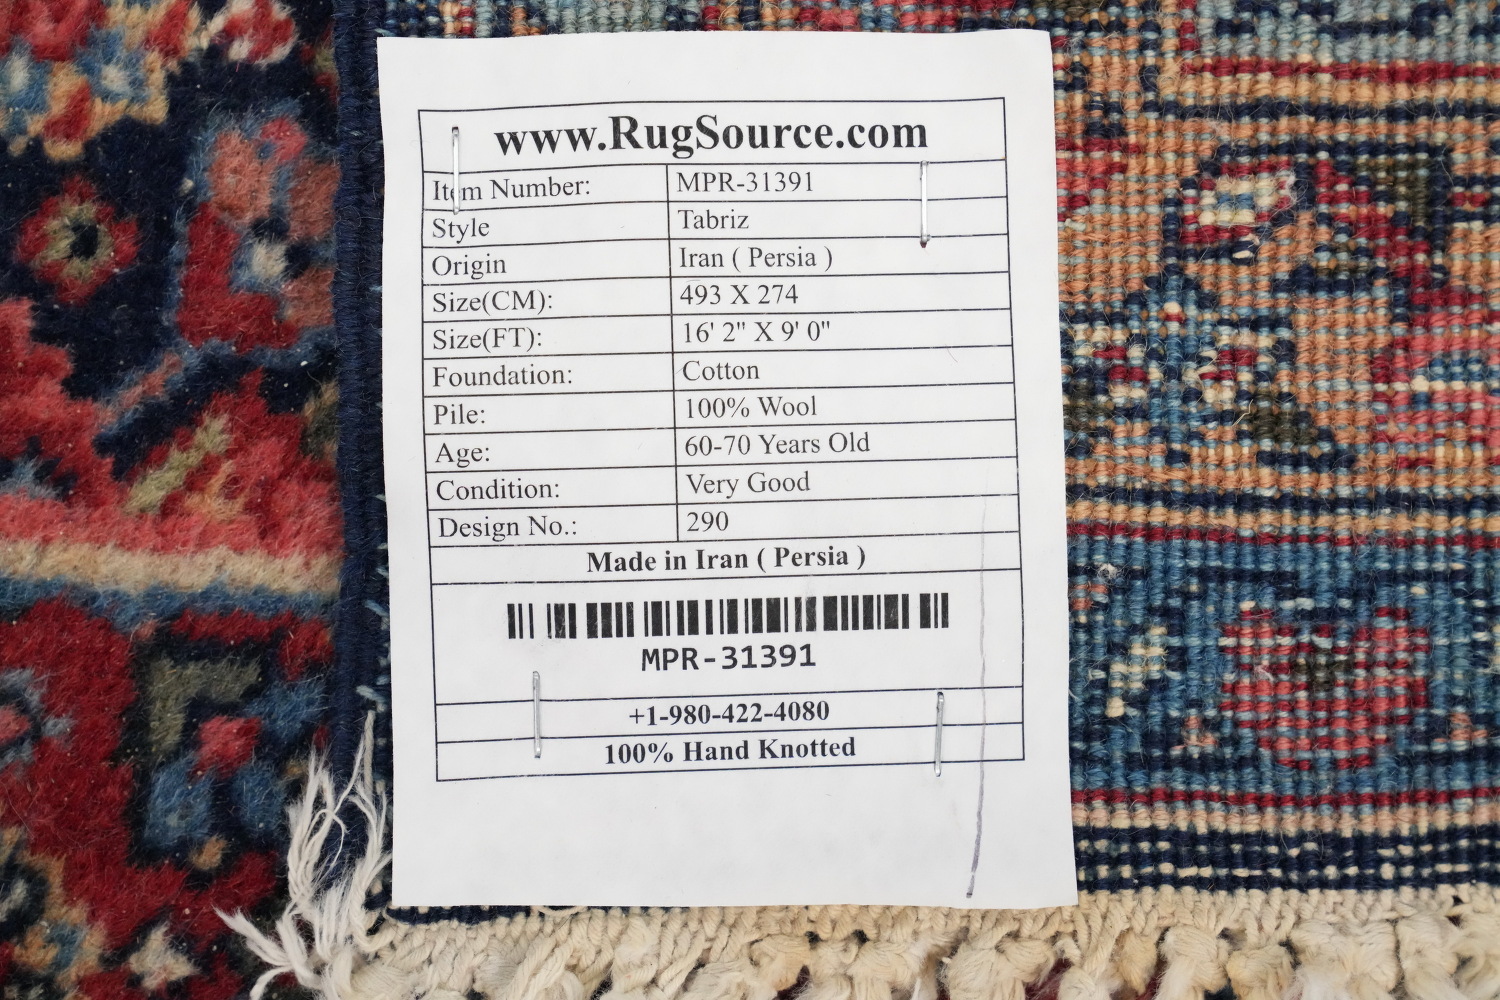 www.RugSource.com
Item Number: MPR-31391
Style Tabriz
Origin Iran ( Persia )
Size(CM): 493 X 274
Size(FT): 16' 2" X 9' 0"
Foundation: Cotton
Pile: 100% Wool
Age: 60-70 Years Old
Condition: Very Good
Design No.: 290
Made in Iran ( Persia )
MPR-31391
+1-980-422-4080
100% Hand Knotted